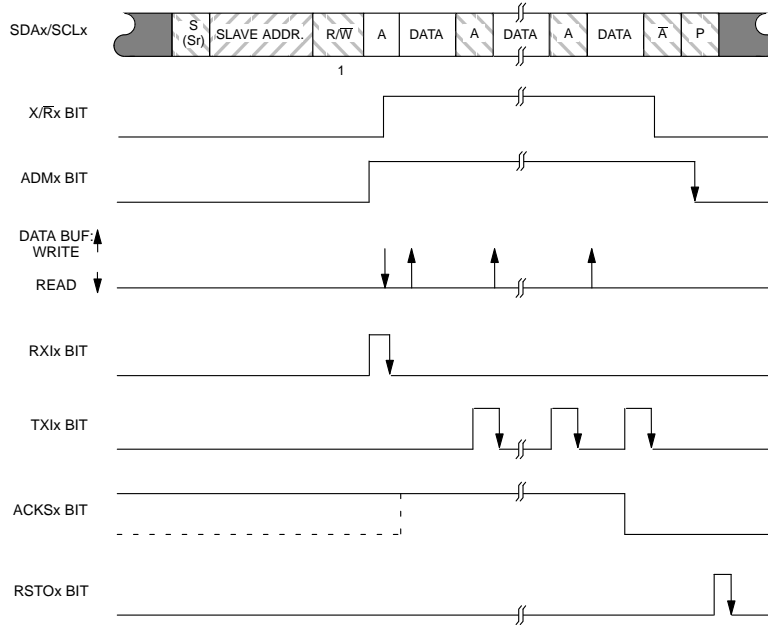 SDAx/SCLx
S
(Sr)
SLAVE ADDR.
R/W̅
A
DATA
A
DATA
A
DATA
A̅
P
1
X/R̅x BIT
ADMx BIT
DATA BUF:
WRITE
READ
RXIx BIT
TXIx BIT
ACKSx BIT
RSTOx BIT